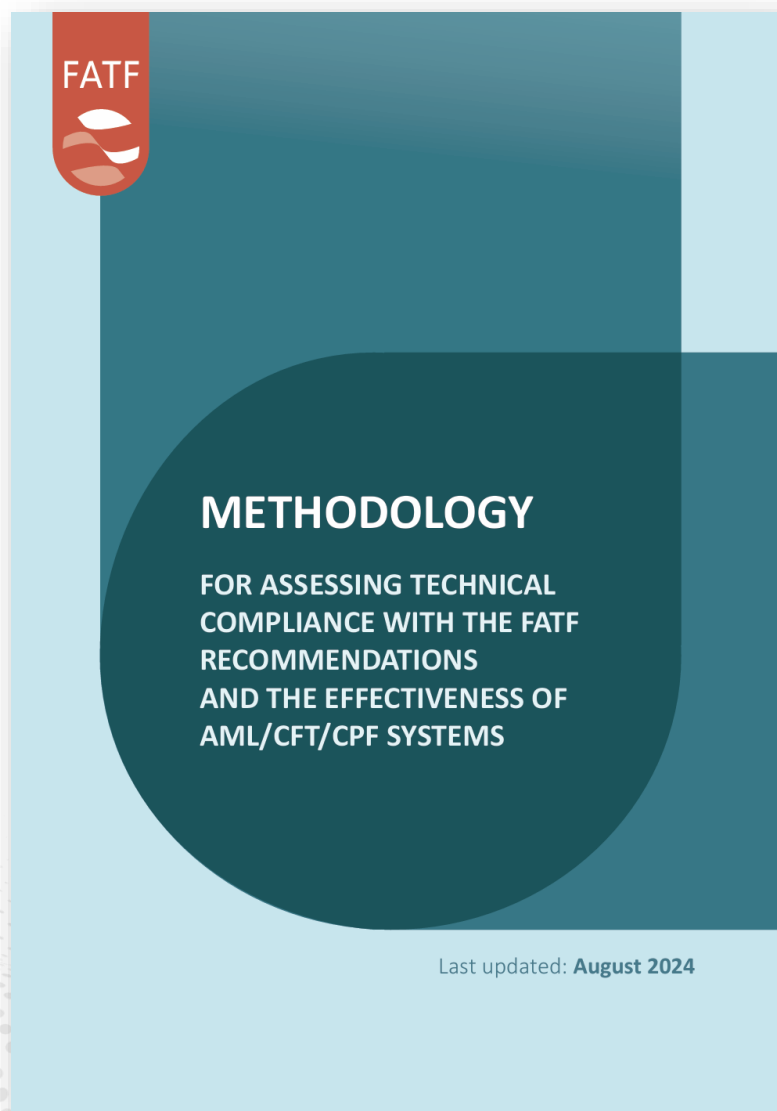 FATF
METHODOLOGY
FOR ASSESSING TECHNICAL
COMPLIANCE WITH THE FATF
RECOMMENDATIONS
AND THE EFFECTIVENESS OF
AML/CFT/CPF SYSTEMS
Last updated: August 2024